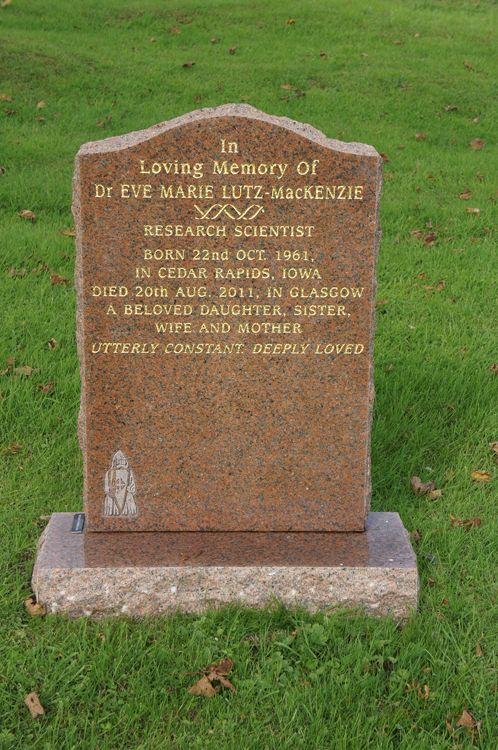 In
Loving Memory Of
Dr EVE MARIE LUTZ-MacKENZIE
RESEARCH SCIENTIST
BORN 22nd OCT. 1961,
IN CEDAR RAPIDS, IOWA
DIED 20th AUG. 2011, IN GLASGOW
A BELOVED DAUGHTER, SISTER,
WIFE AND MOTHER
UTTERLY CONSTANT, DEEPLY LOVED